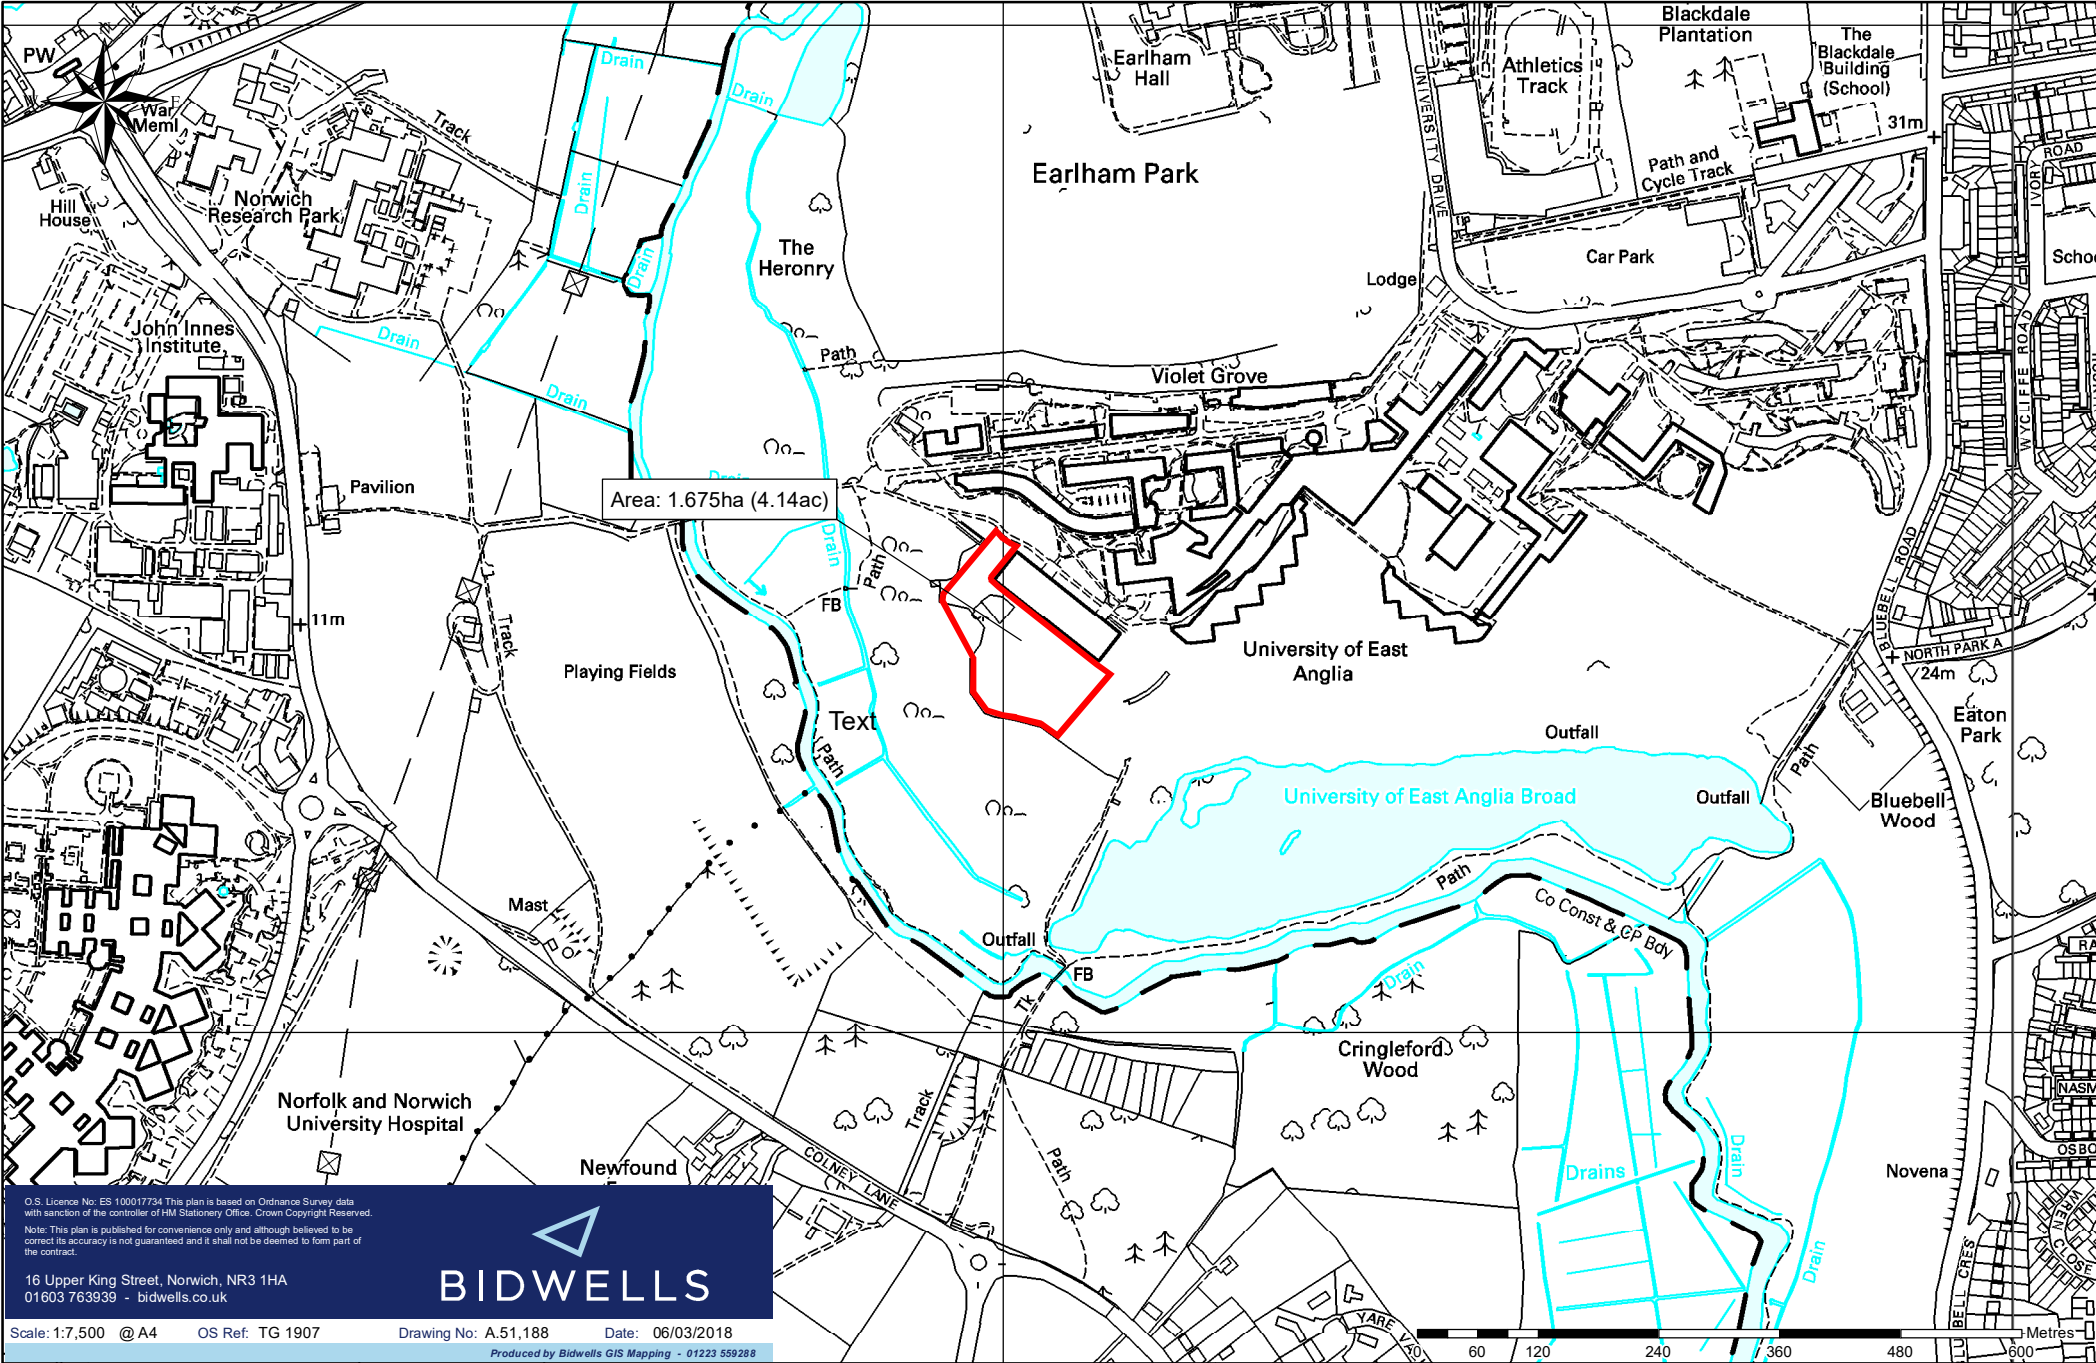 PW
N
E
S
War
Meml
Hill
House
Norwich
Research Park
Track
John Innes
Institute
Pavilion
11m
Drain
Drain
Drain
Drain
Drain
Drain
The
Heronry
Path
Earlham
Hall
Earlham Park
UNIVERSITY DRIVE
Athletics
Track
Blackdale
Plantation
The
Blackdale
Building
(School)
31m
Path and
Cycle Track
Car Park
Lodge
IVORY
ROAD
WYCLIFFE ROAD
Violet Grove
Drain
Area: 1.675ha (4.14ac)
Drain
Path
FB
Track
Playing Fields
Text
Path
University of East
Anglia
BLUEBELL ROAD
NORTH PARK A
24m
Eaton
Park
Outfall
Path
University of East Anglia Broad
Outfall
Bluebell
Wood
Path
Co Const & CP Bdy
Mast
Outfall
FB
Tk
Drain
Cringleford
Wood
Track
Path
Norfolk and Norwich
University Hospital
Newfound
COLNEY LANE
Drains
Drain
Drain
Novena
RA
NASM
OSBO
WREN CLOSE
UEBELL CRES
YARE VA
O.S. Licence No: ES 100017734 This plan is based on Ordnance Survey data
with sanction of the controller of HM Stationery Office. Crown Copyright Reserved.
Note: This plan is published for convenience only and although believed to be
correct its accuracy is not guaranteed and it shall not be deemed to form part of
the contract.
16 Upper King Street, Norwich, NR3 1HA
01603 763939 - bidwells.co.uk
BIDWELLS
Scale: 1:7,500 @ A4 OS Ref: TG 1907 Drawing No: A.51,188 Date: 06/03/2018
Produced by Bidwells GIS Mapping - 01223 559288
0 60 120 240 360 480 600
Metres